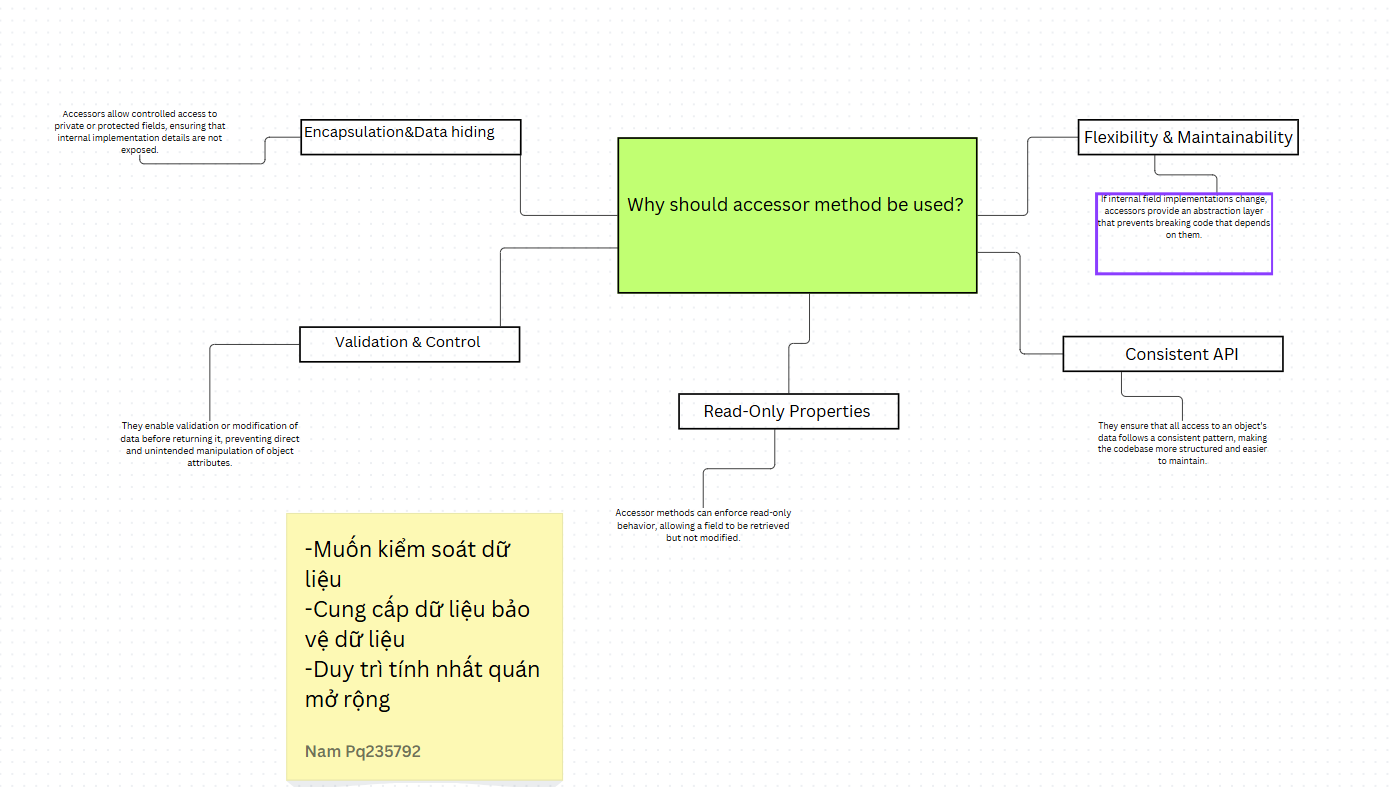 Why should accessor method be used?
Encapsulation&Data hiding
Accessors allow controlled access to
private or protected fields, ensuring that
internal implementation details are not
exposed.
Flexibility & Maintainability
If internal field implementations change,
accessors provide an abstraction layer
that prevents breaking code that depends
on them.
Validation & Control
They enable validation or modification of
data before returning it, preventing direct
and unintended manipulation of object
attributes.
Consistent API
They ensure that all access to an object's
data follows a consistent pattern, making
the codebase more structured and easier
to maintain.
Read-Only Properties
Accessor methods can enforce read-only
behavior, allowing a field to be retrieved
but not modified.
-Muốn kiểm soát dữ
liệu
-Cung cấp dữ liệu bảo
vệ dữ liệu
-Duy trì tính nhất quán
mở rộng
Nam Pq235792